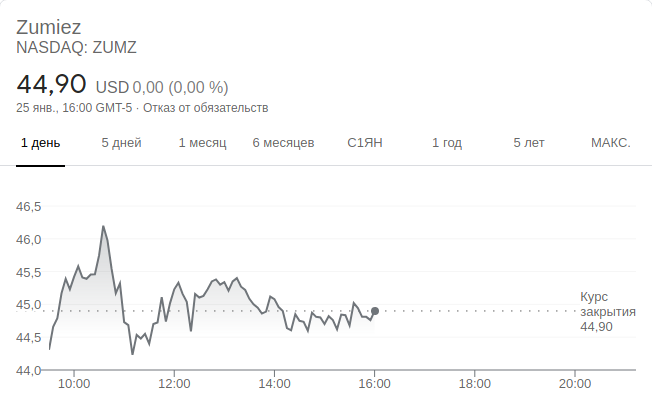 Zumiez
NASDAQ: ZUMZ
44,90 USD 0,00 (0,00 %)
25 янв., 16:00 GMT-5 · Отказ от обязательств
1 день 5 дней 1 месяц 6 месяцев С1ЯН 1 год 5 лет МАКС.
46,5
46,0
45,5
45,0
44,5
44,0
Курс
закрытия
44,90
10:00 12:00 14:00 16:00 18:00 20:00